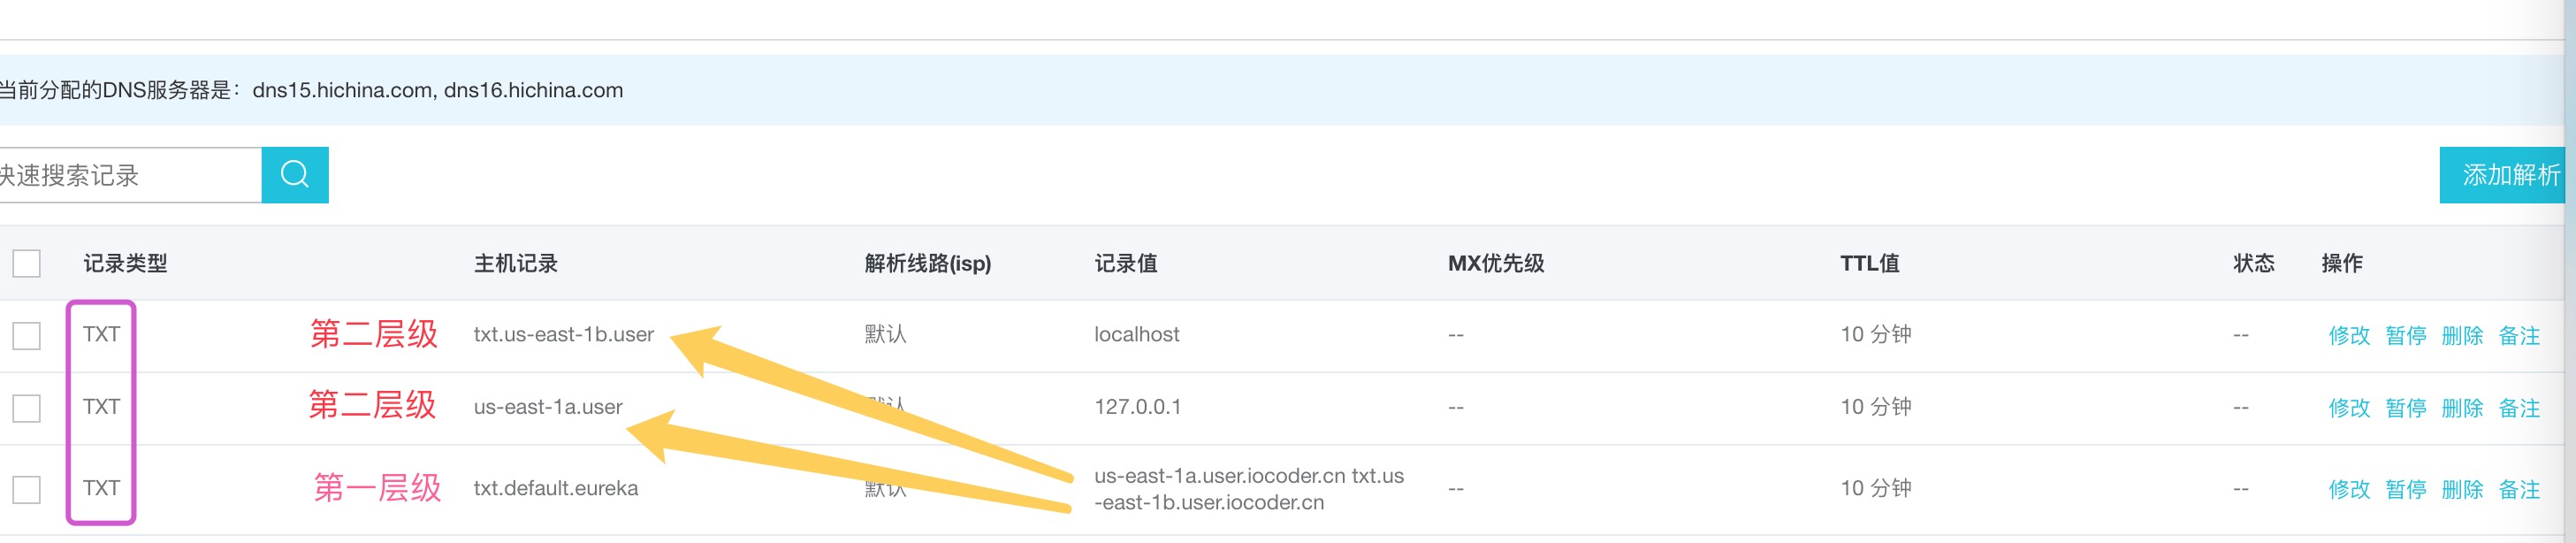 当前分配的DNS服务器是：dns15.hichina.com, dns16.hichina.com
快速搜索记录
添加解析
记录类型 主机记录 解析线路(isp) 记录值 MX优先级 TTL值 状态 操作
TXT 第二层级 txt.us-east-1b.user 默认 localhost -- 10 分钟 -- 修改 暂停 删除 备注
TXT 第二层级 us-east-1a.user 默认 127.0.0.1 -- 10 分钟 -- 修改 暂停 删除 备注
TXT 第一层级 txt.default.eureka 默认 us-east-1a.user.iocoder.cn txt.us
-east-1b.user.iocoder.cn -- 10 分钟 -- 修改 暂停 删除 备注